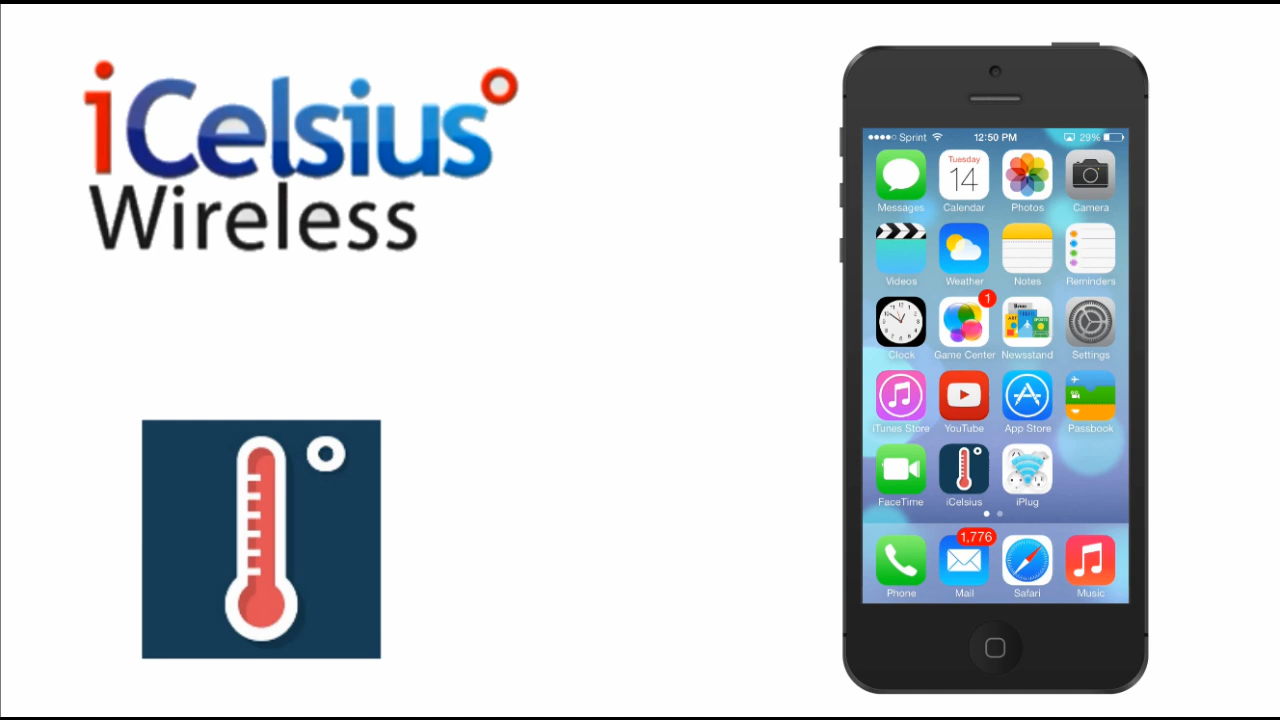 iCelsius°
Wireless
Sprint 12:50 PM 29%
Tuesday
14
Messages Calendar Photos Camera
Videos Weather Notes Reminders
1
Clock Game Center Newsstand Settings
iTunes Store YouTube App Store Passbook
FaceTime iCelsius iPlug
1,776
Phone Mail Safari Music